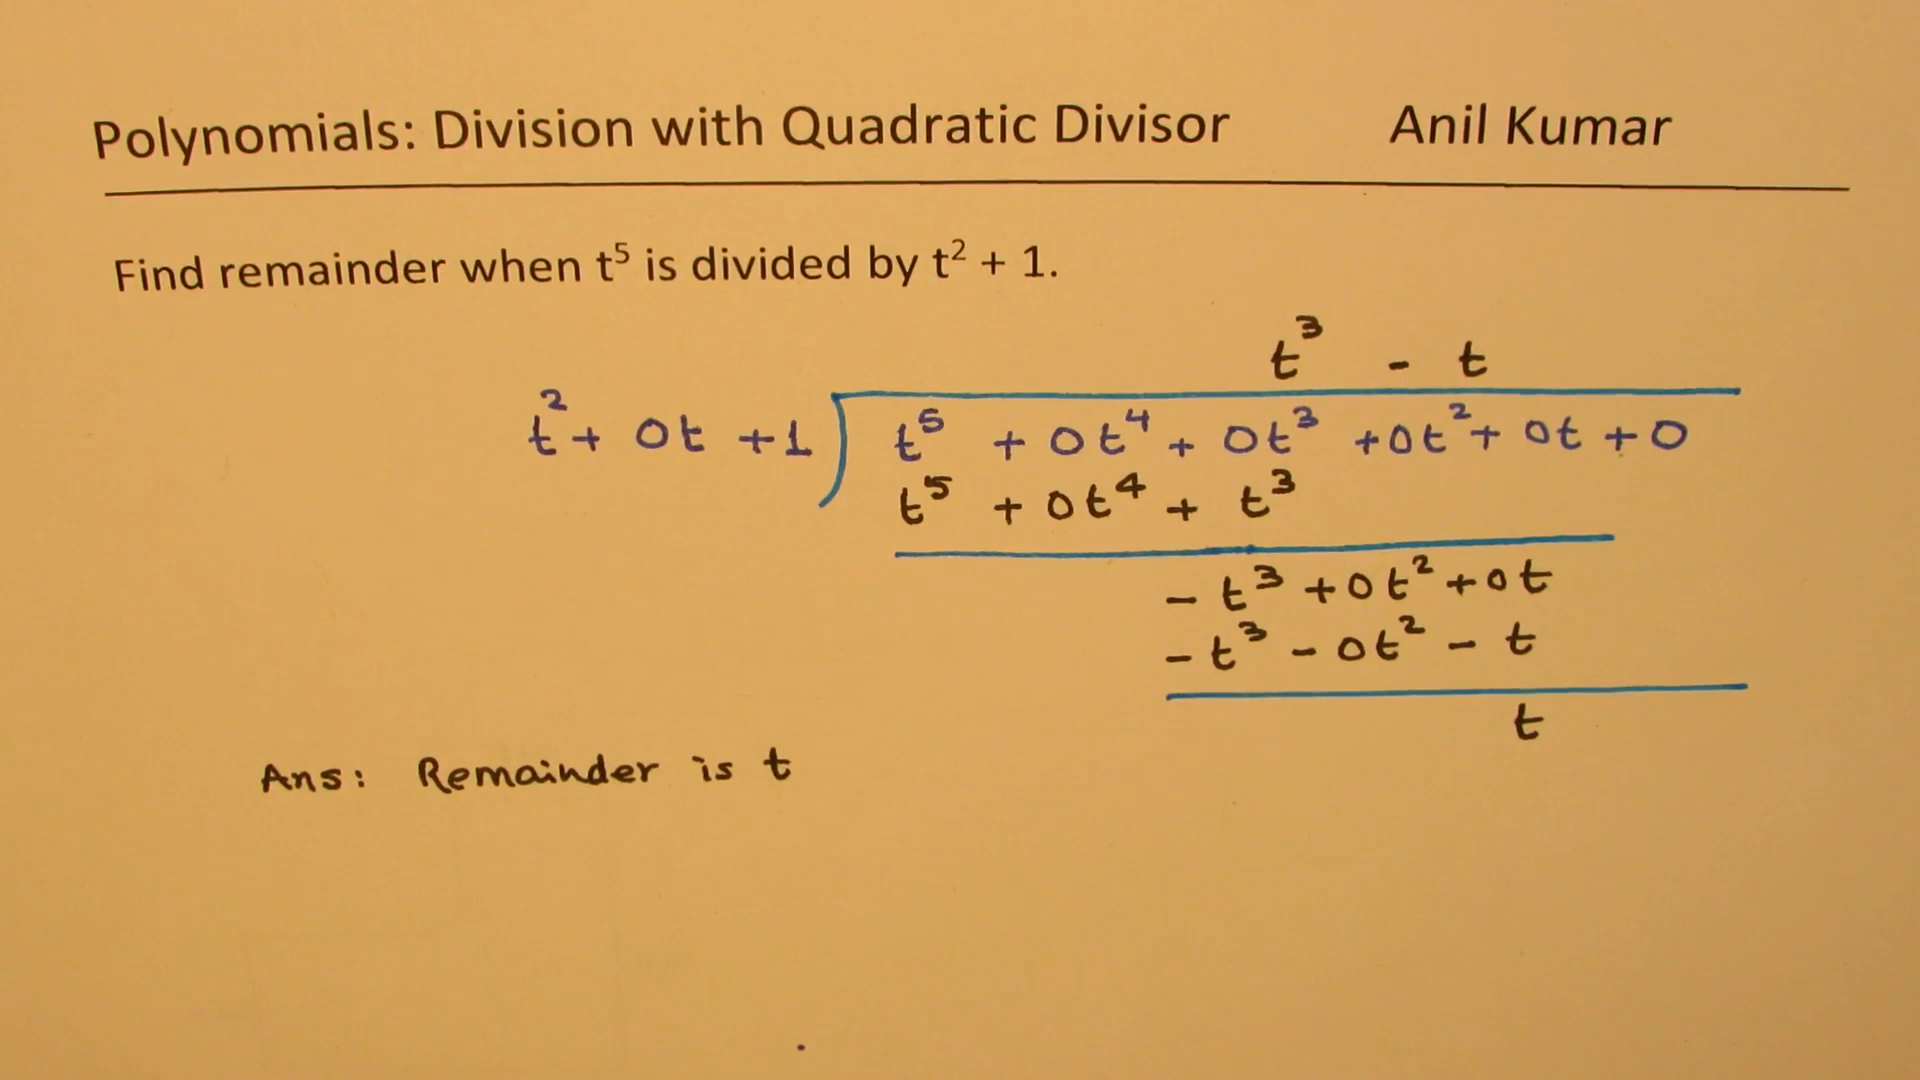 Polynomials: Division with Quadratic Divisor Anil Kumar
Find remainder when t⁵ is divided by t² + 1.
t³ - t
t² + 0t + 1 t⁵ + 0t⁴ + 0t³ + 0t² + 0t + 0
t⁵ + 0t⁴ + t³
- t³ + 0t² + 0t
- t³ - 0t² - t
t
Ans: Remainder is t